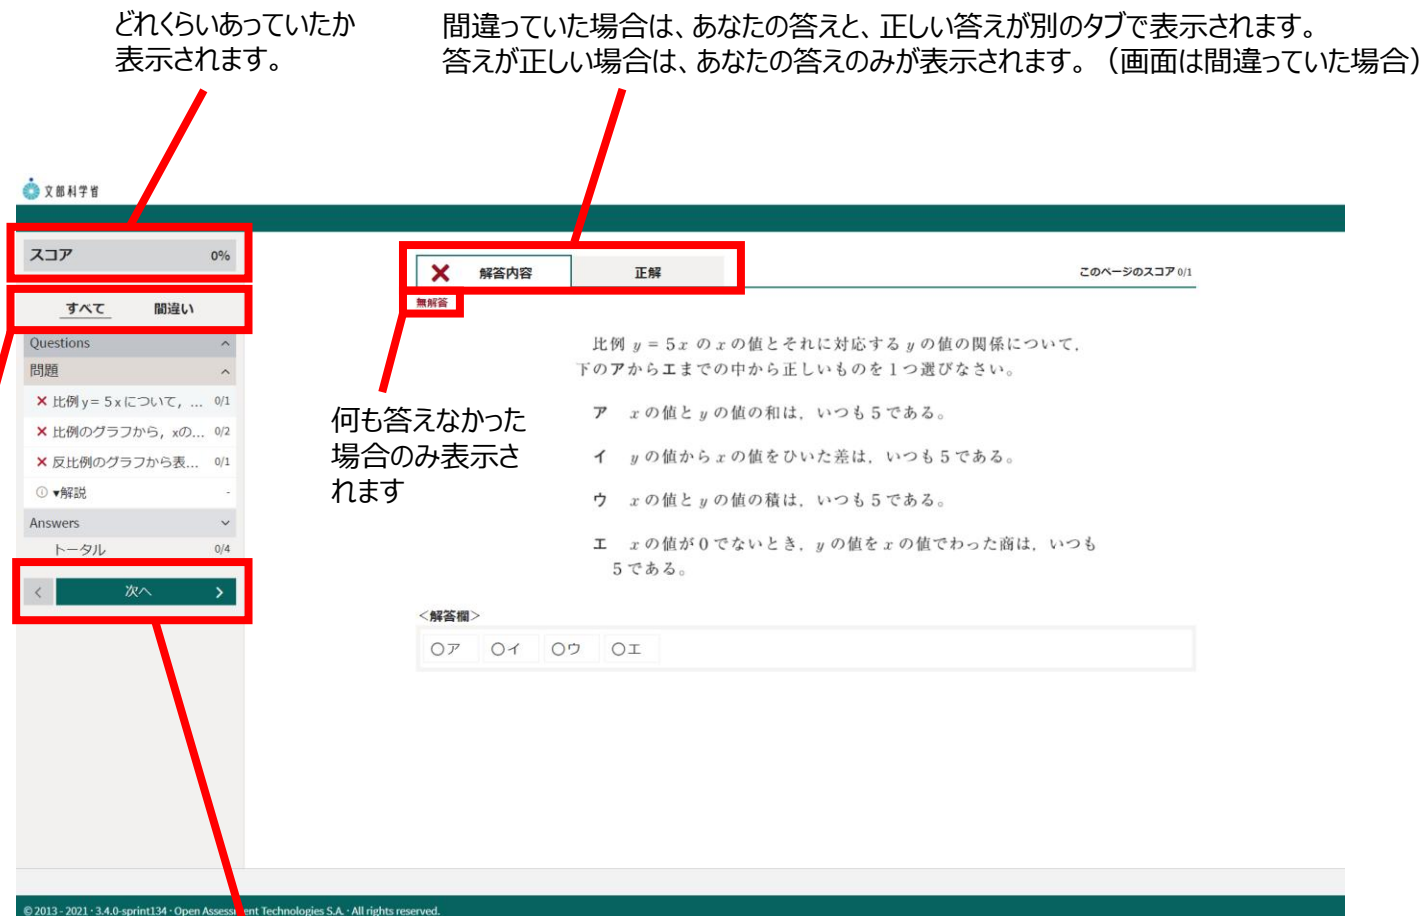 どれくらいあっていたか
表示されます。
間違っていた場合は、あなたの答えと、正しい答えが別のタブで表示されます。
答えが正しい場合は、あなたの答えのみが表示されます。（画面は間違っていた場合）
文部科学省
スコア 0%
すべて 間違い
Questions
問題
× 比例 y = 5 x について， ... 0/1
× 比例のグラフから，xの... 0/2
× 反比例のグラフから表... 0/1
▼解説 -
Answers
トータル 0/4
< 次へ >
× 解答内容 正解 このページのスコア 0/1
無解答
何も答えなかった
場合のみ表示さ
れます
比例 y = 5x の x の値とそれに対応する y の値の関係について，
下のアからエまでの中から正しいものを１つ選びなさい。
ア x の値と y の値の和は，いつも５である。
イ y の値から x の値をひいた差は，いつも５である。
ウ x の値と y の値の積は，いつも５である。
エ x の値が０でないとき，y の値を x の値でわった商は，いつも
５である。
＜解答欄＞
○ア ○イ ○ウ ○エ
© 2013 - 2021 · 3.4.0-sprint134 · Open Assessment Technologies S.A. · All rights reserved.